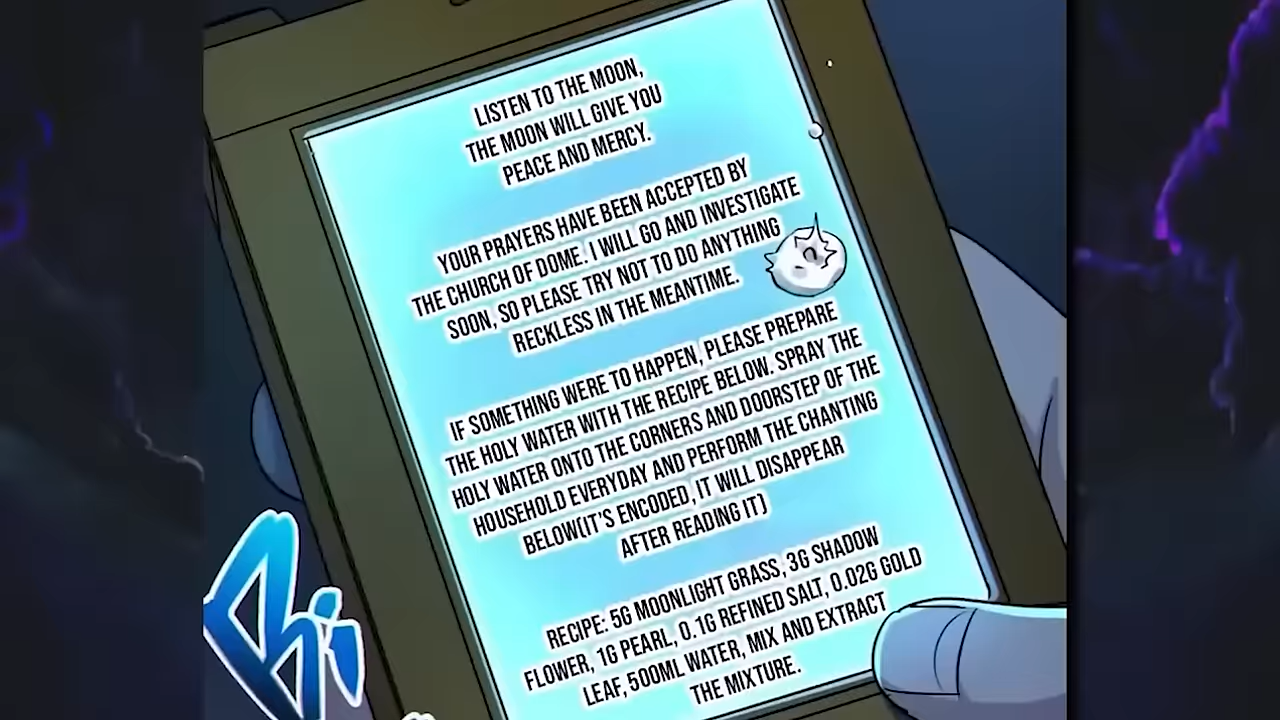 LISTEN TO THE MOON,
THE MOON WILL GIVE YOU
PEACE AND MERCY.
YOUR PRAYERS HAVE BEEN ACCEPTED BY
THE CHURCH OF DOME. I WILL GO AND INVESTIGATE
SOON, SO PLEASE TRY NOT TO DO ANYTHING
RECKLESS IN THE MEANTIME.
IF SOMETHING WERE TO HAPPEN, PLEASE PREPARE
THE HOLY WATER WITH THE RECIPE BELOW. SPRAY THE
HOLY WATER ONTO THE CORNERS AND DOORSTEP OF THE
HOUSEHOLD EVERYDAY AND PERFORM THE CHANTING
BELOW(IT'S ENCODED, IT WILL DISAPPEAR
AFTER READING IT)
RECIPE: 5G MOONLIGHT GRASS, 3G SHADOW
FLOWER, 1G PEARL, 0.1G REFINED SALT, 0.02G GOLD
LEAF, 500ML WATER, MIX AND EXTRACT
THE MIXTURE.
Bi